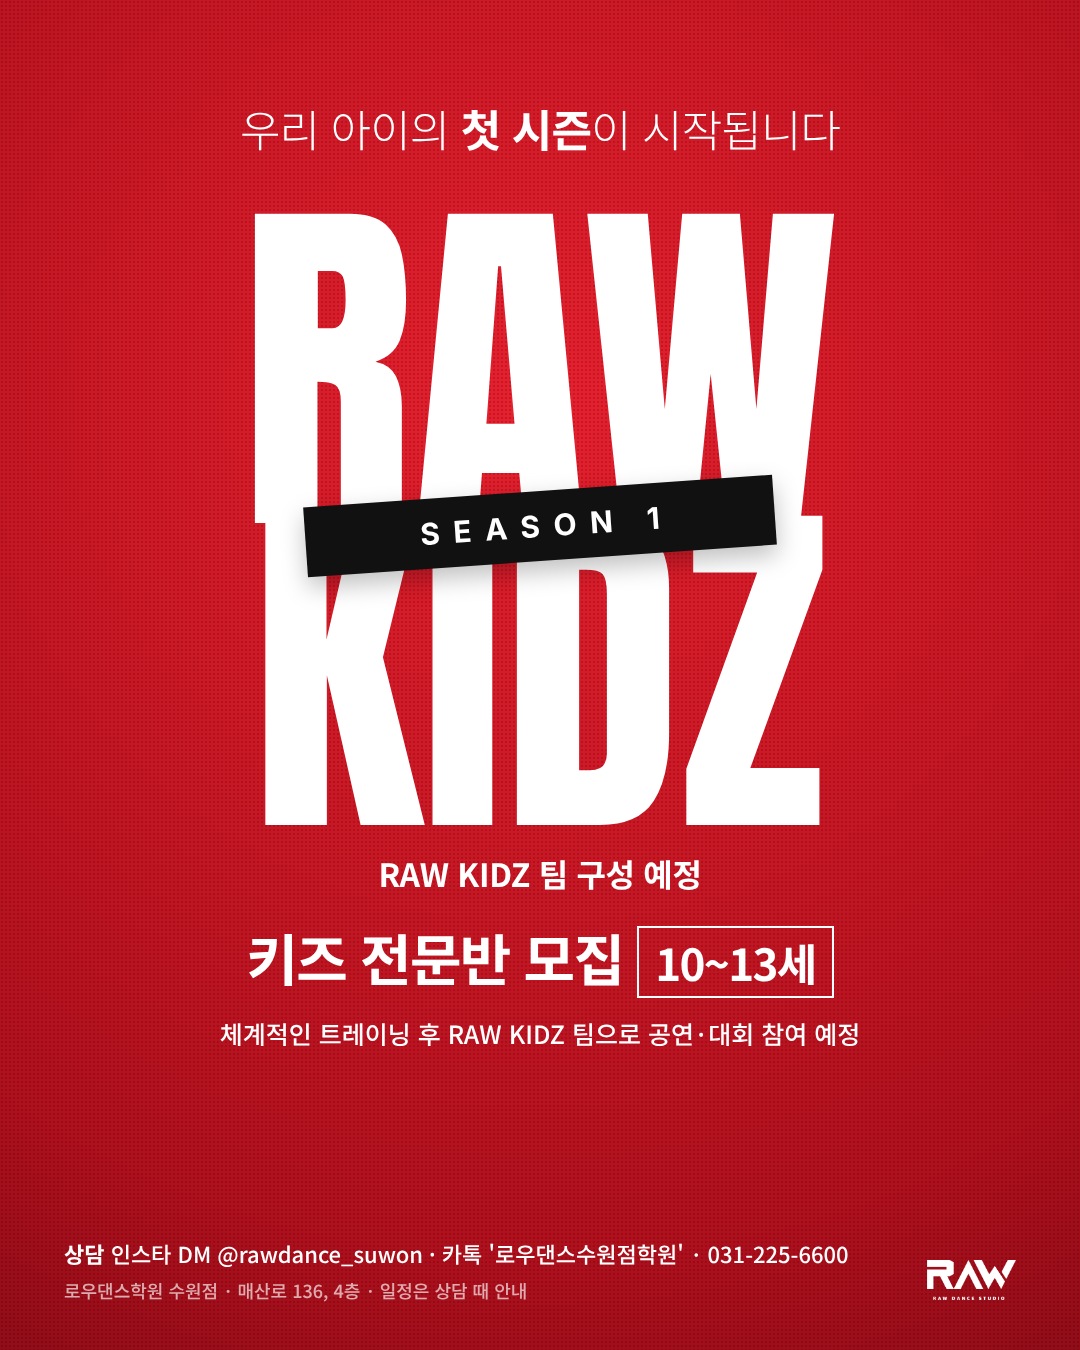 우리 아이의 첫 시즌이 시작됩니다
RAW
SEASON 1
KIDZ
RAW KIDZ 팀 구성 예정
키즈 전문반 모집 10~13세
체계적인 트레이닝 후 RAW KIDZ 팀으로 공연·대회 참여 예정
상담 인스타 DM @rawdance_suwon · 카톡 '로우댄스수원점학원' · 031-225-6600
로우댄스학원 수원점 · 매산로 136, 4층 · 일정은 상담 때 안내
RAW
RAW DANCE STUDIO